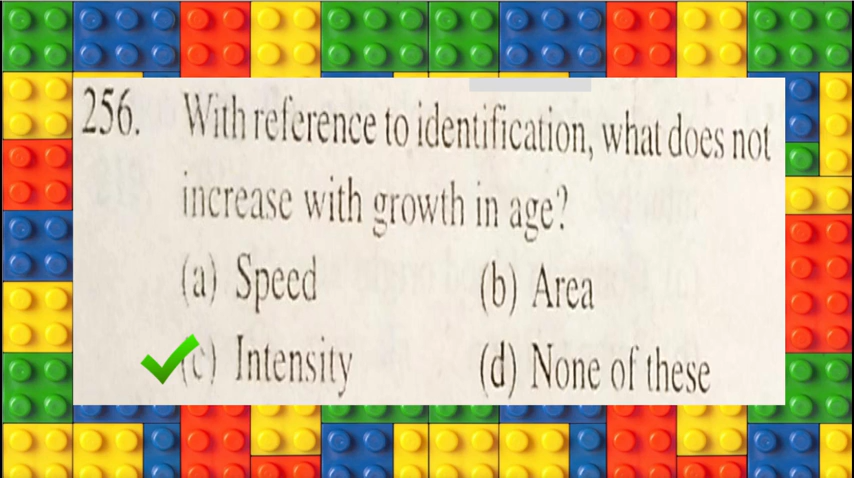 256. With reference to identification, what does not
increase with growth in age?
(a) Speed (b) Area
(c) Intensity (d) None of these